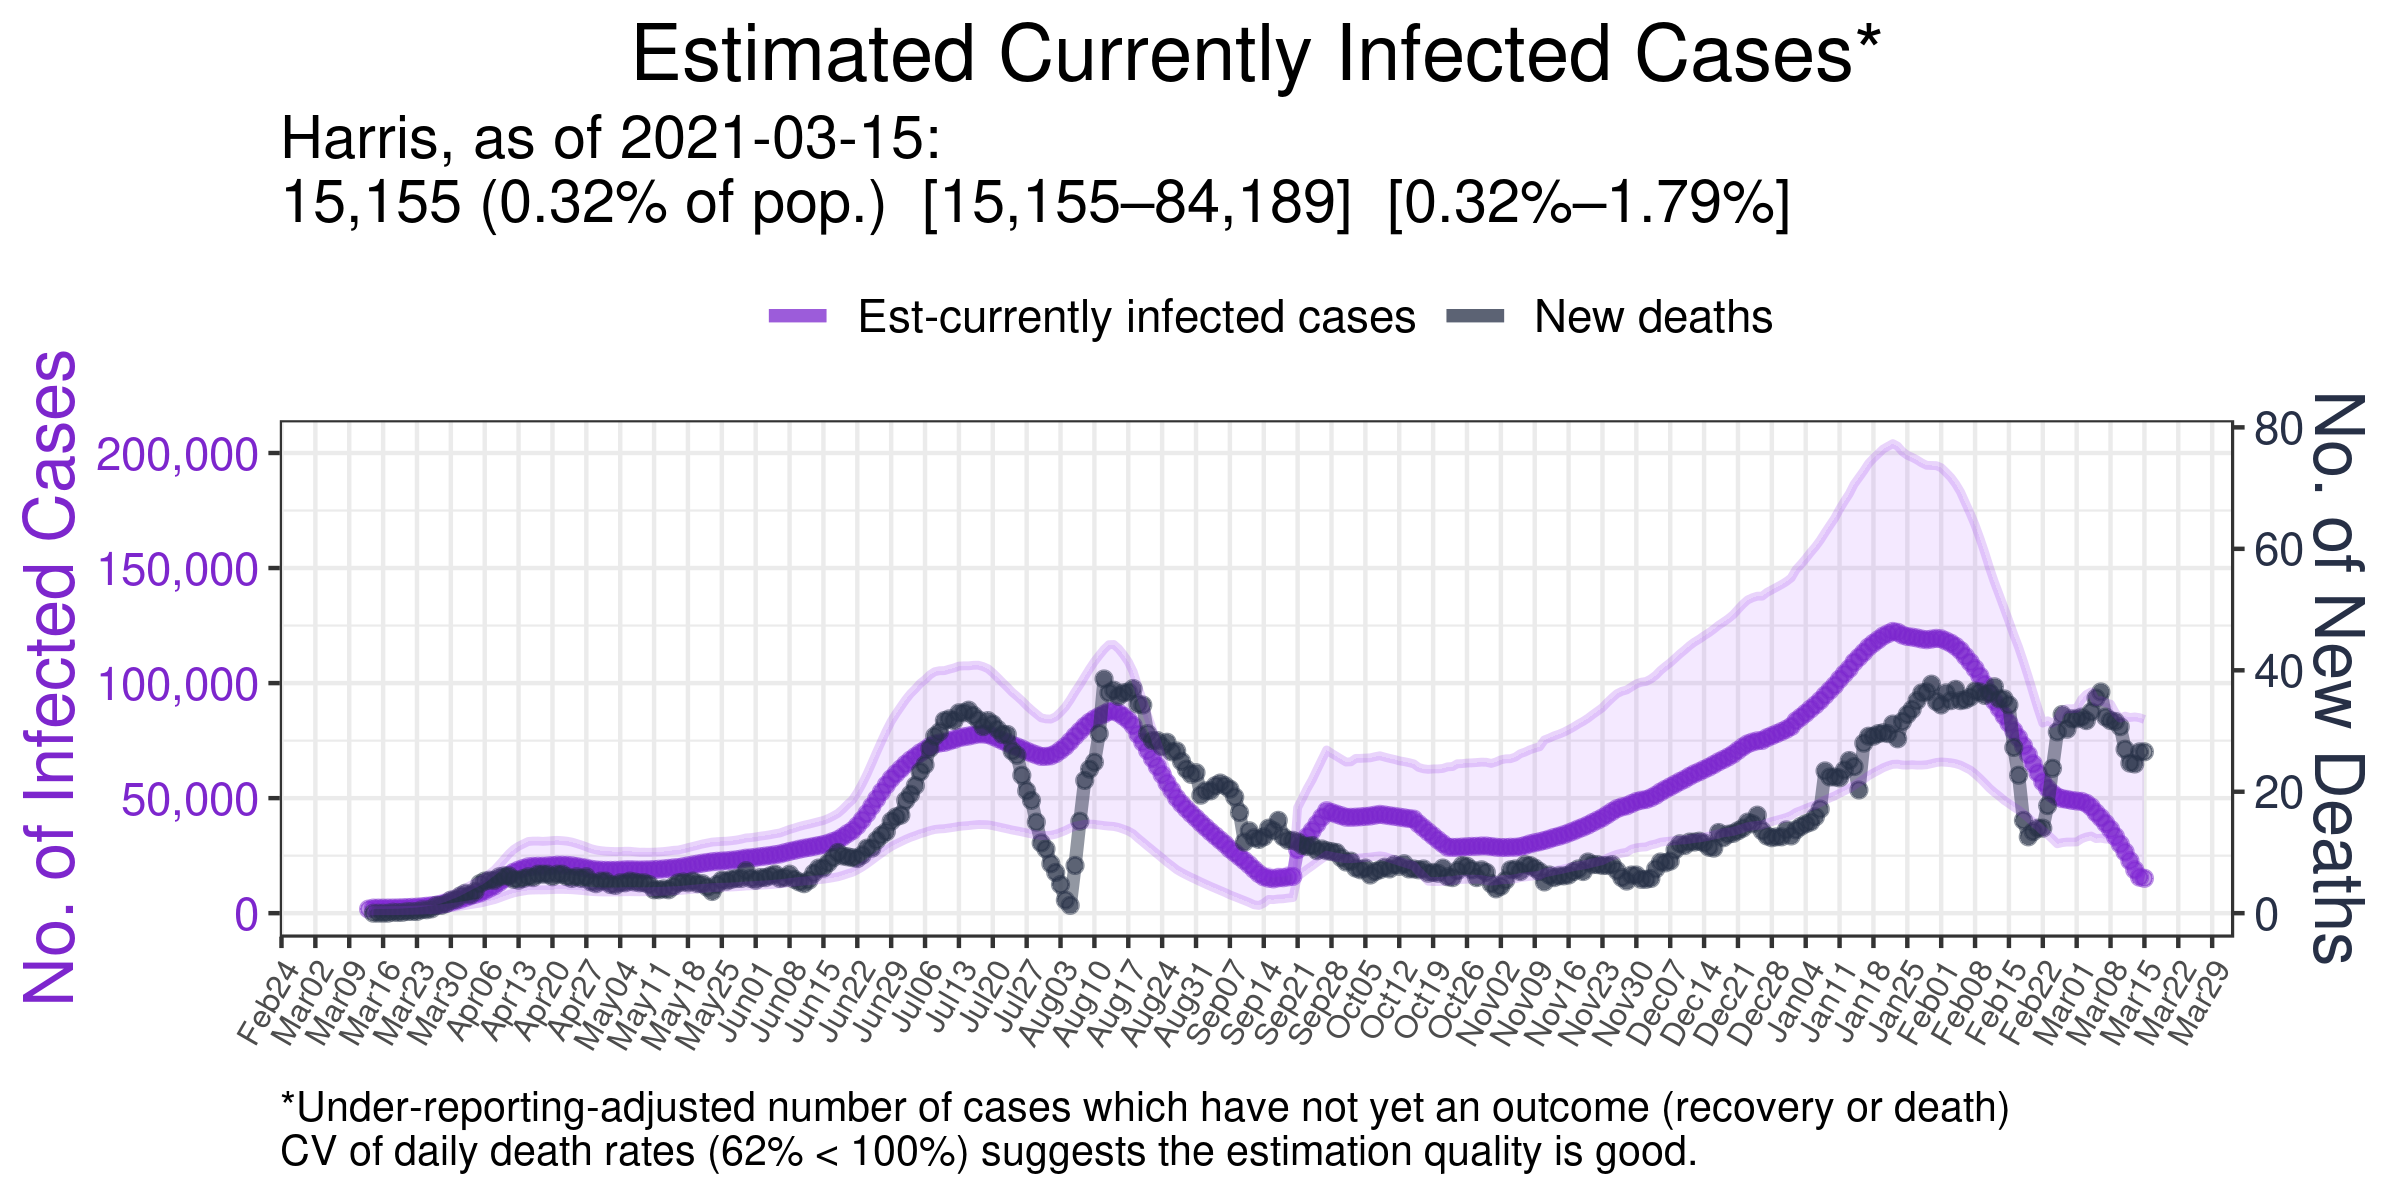 Estimated Currently Infected Cases*
Harris, as of 2021-03-15:
15,155 (0.32% of pop.) [15,155–84,189] [0.32%–1.79%]
Est-currently infected cases
New deaths
No. of Infected Cases
200,000
150,000
100,000
50,000
0
80
60
40
20
0
No. of New Deaths
Feb24
Mar02
Mar09
Mar16
Mar23
Mar30
Apr06
Apr13
Apr20
Apr27
May04
May11
May18
May25
Jun01
Jun08
Jun15
Jun22
Jun29
Jul06
Jul13
Jul20
Jul27
Aug03
Aug10
Aug17
Aug24
Aug31
Sep07
Sep14
Sep21
Sep28
Oct05
Oct12
Oct19
Oct26
Nov02
Nov09
Nov16
Nov23
Nov30
Dec07
Dec14
Dec21
Dec28
Jan04
Jan11
Jan18
Jan25
Feb01
Feb08
Feb15
Feb22
Mar01
Mar08
Mar15
Mar22
Mar29
*Under-reporting-adjusted number of cases which have not yet an outcome (recovery or death)
CV of daily death rates (62% < 100%) suggests the estimation quality is good.